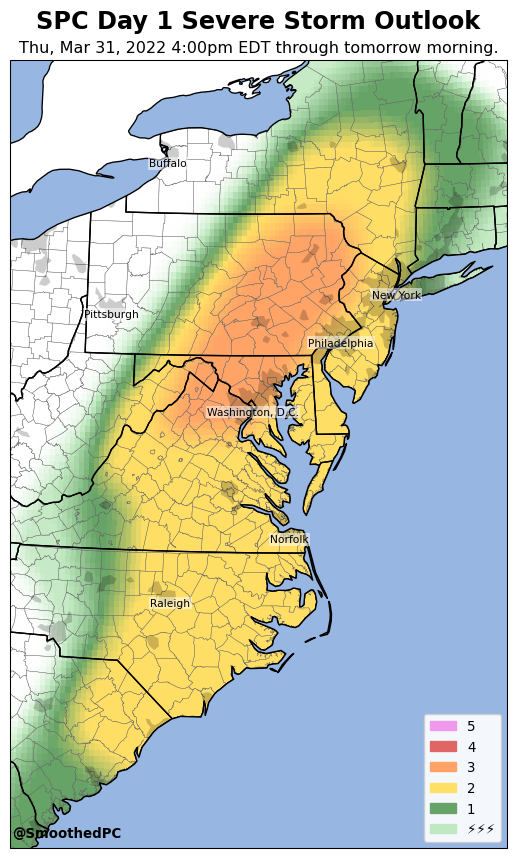 SPC Day 1 Severe Storm Outlook
Thu, Mar 31, 2022 4:00pm EDT through tomorrow morning.
Buffalo
New York
Pittsburgh
Philadelphia
Washington, D.C.
Norfolk
Raleigh
5
4
3
2
1
⚡⚡⚡
@SmoothedPC